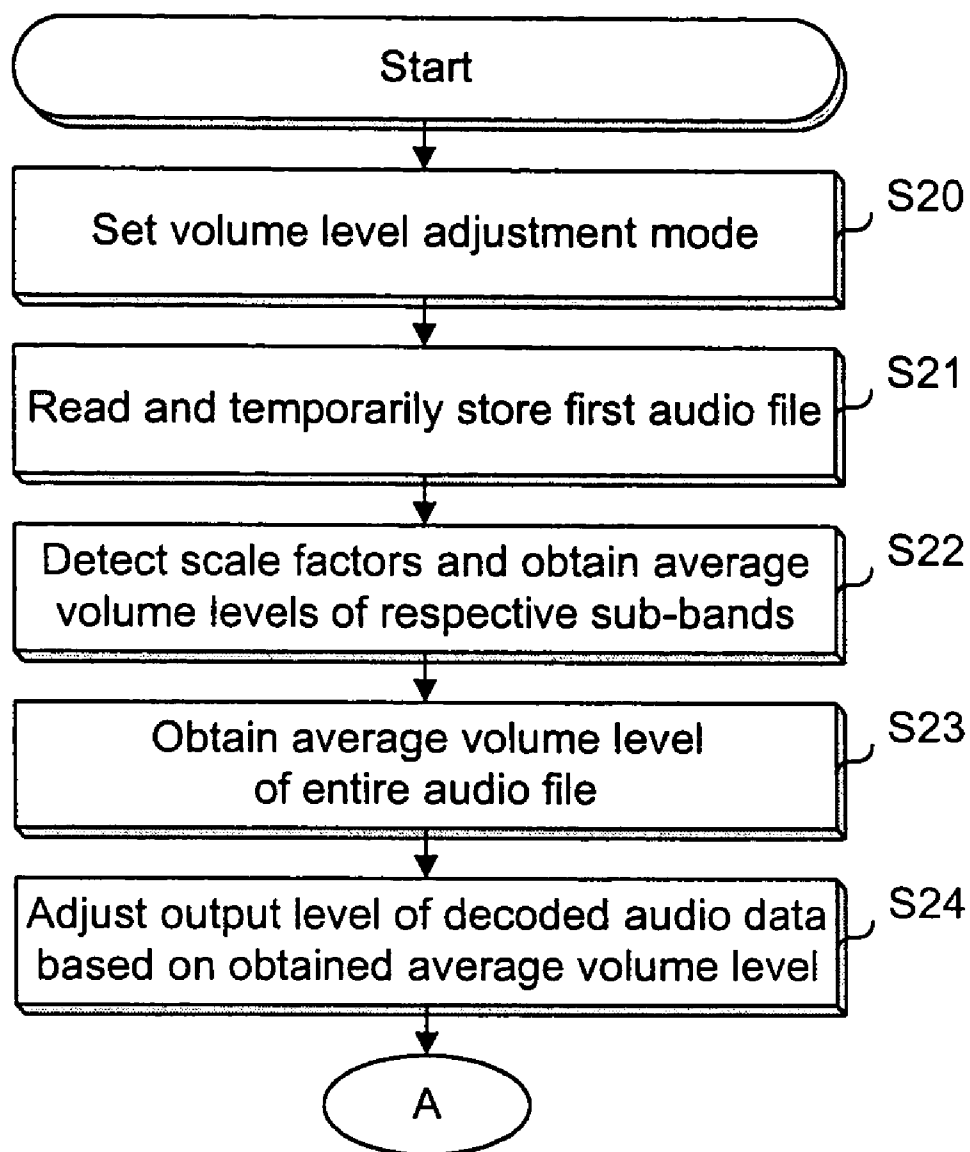 Start
S20
Set volume level adjustment mode
S21
Read and temporarily store first audio file
S22
Detect scale factors and obtain average
volume levels of respective sub-bands
S23
Obtain average volume level
of entire audio file
S24
Adjust output level of decoded audio data
based on obtained average volume level
A